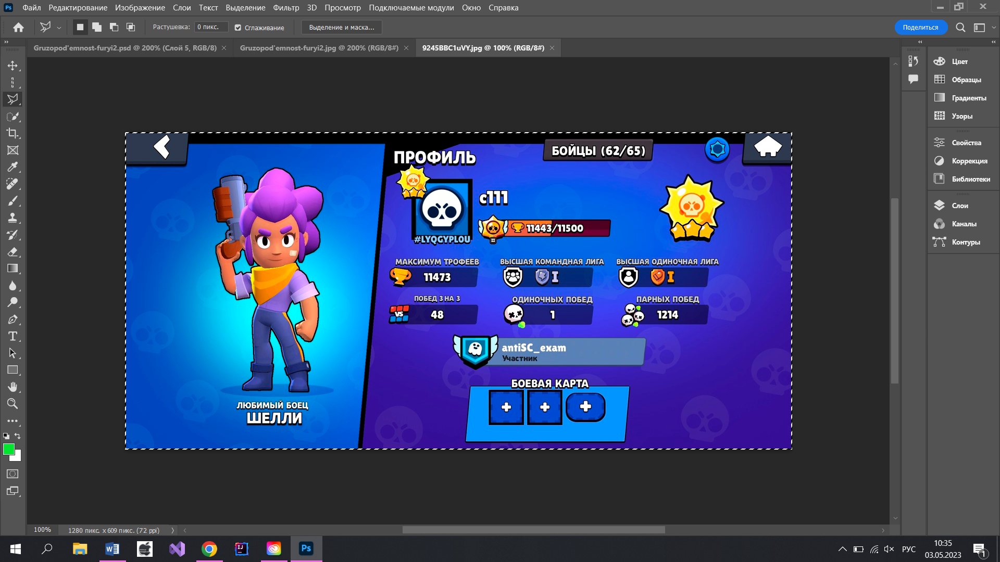 Ps Файл Редактирование Изображение Слои Текст Выделение Фильтр 3D Просмотр Подключаемые модули Окно Справка
Растушевка: 0 пикс. Сглаживание Выделение и маска... Поделиться
Gruzopod'emnost-furyi2.psd @ 200% (Слой 5, RGB/8) Gruzopod'emnost-furyi2.jpg @ 200% (RGB/8#) 9245BBC1uVY.jpg @ 100% (RGB/8#)
Цвет
Образцы
Градиенты
Узоры
Свойства
Коррекция
Библиотеки
Слои
Каналы
Контуры
ПРОФИЛЬ
БОЙЦЫ (62/65)
c111
11443/11500
II
#LYQGYPLOU
МАКСИМУМ ТРОФЕЕВ ВЫСШАЯ КОМАНДНАЯ ЛИГА ВЫСШАЯ ОДИНОЧНАЯ ЛИГА
11473 I I
ПОБЕД 3 НА 3 ОДИНОЧНЫХ ПОБЕД ПАРНЫХ ПОБЕД
VS 48 1 1214
antiSC_exam
Участник
БОЕВАЯ КАРТА
+ + +
ЛЮБИМЫЙ БОЕЦ
ШЕЛЛИ
100% 1280 пикс. x 609 пикс. (72 ppi)
W IJ Ps
РУС
10:35
03.05.2023
1